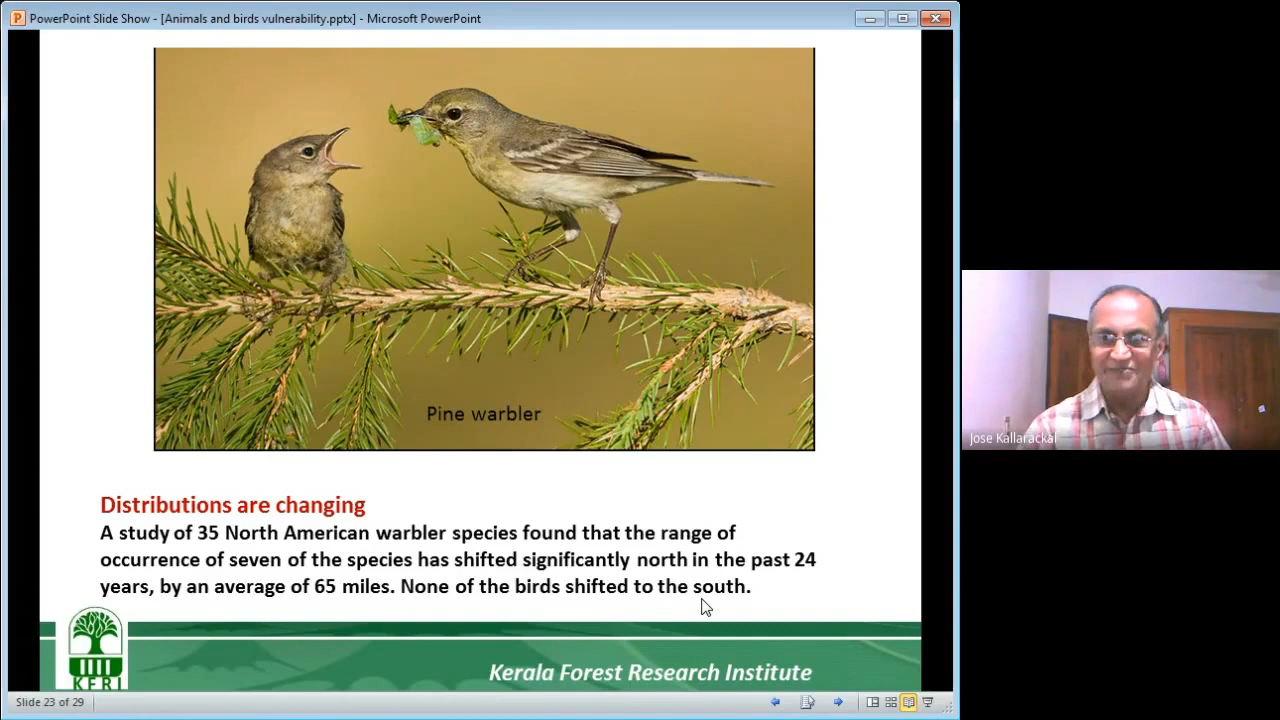 PowerPoint Slide Show - [Animals and birds vulnerability.pptx] - Microsoft PowerPoint
Pine warbler
Jose Kallarackal
Distributions are changing
A study of 35 North American warbler species found that the range of
occurrence of seven of the species has shifted significantly north in the past 24
years, by an average of 65 miles. None of the birds shifted to the south.
KFRI
Kerala Forest Research Institute
Slide 23 of 29